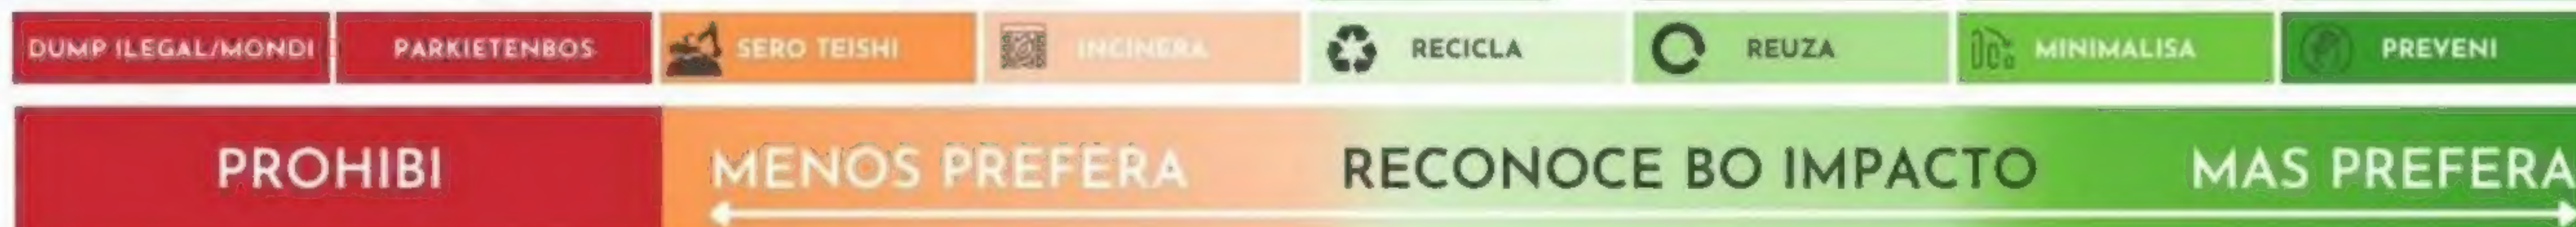 DUMP ILEGAL/MONDI PARKIETENBOS SERO TEISHI INCINERA RECICLA REUZA MINIMALISA PREVENI
PROHIBI MENOS PREFERA RECONOCE BO IMPACTO MAS PREFERA